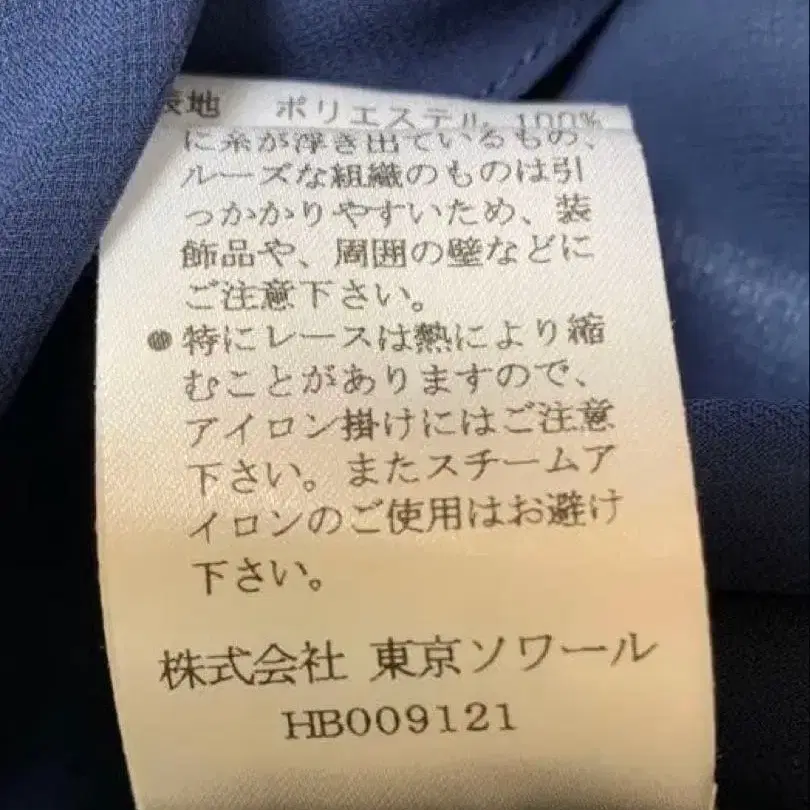 表地 ポリエステル 100%
に糸が浮き出ているもの、
ルーズな組織のものは引
っかかりやすいため、装
飾品や、周囲の壁などに
ご注意下さい。
●特にレースは熱により縮
むことがありますので、
アイロン掛けにはご注意
下さい。またスチームア
イロンのご使用はお避け
下さい。
株式会社 東京ソワール
HB009121